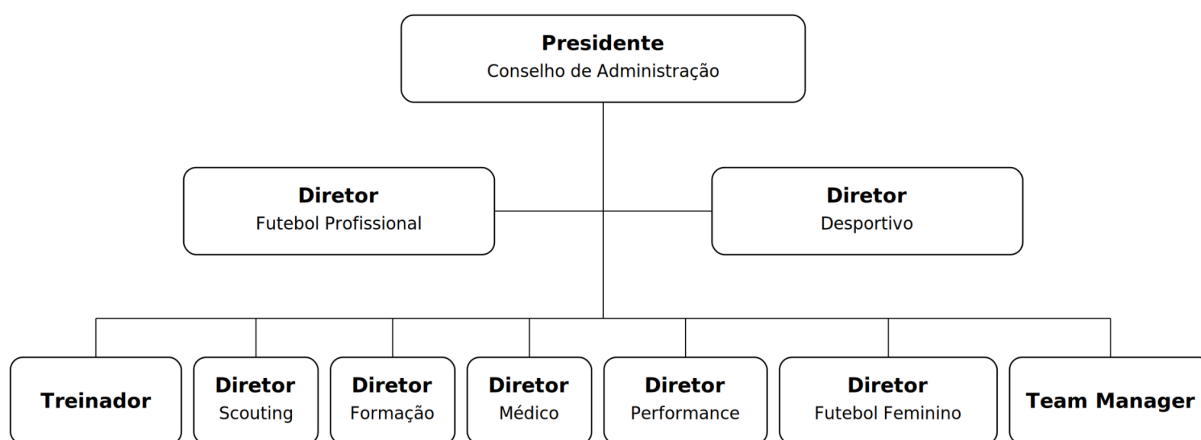 Presidente
Conselho de Administração
Diretor
Futebol Profissional
Diretor
Desportivo
Treinador
Diretor
Scouting
Diretor
Formação
Diretor
Médico
Diretor
Performance
Diretor
Futebol Feminino
Team Manager